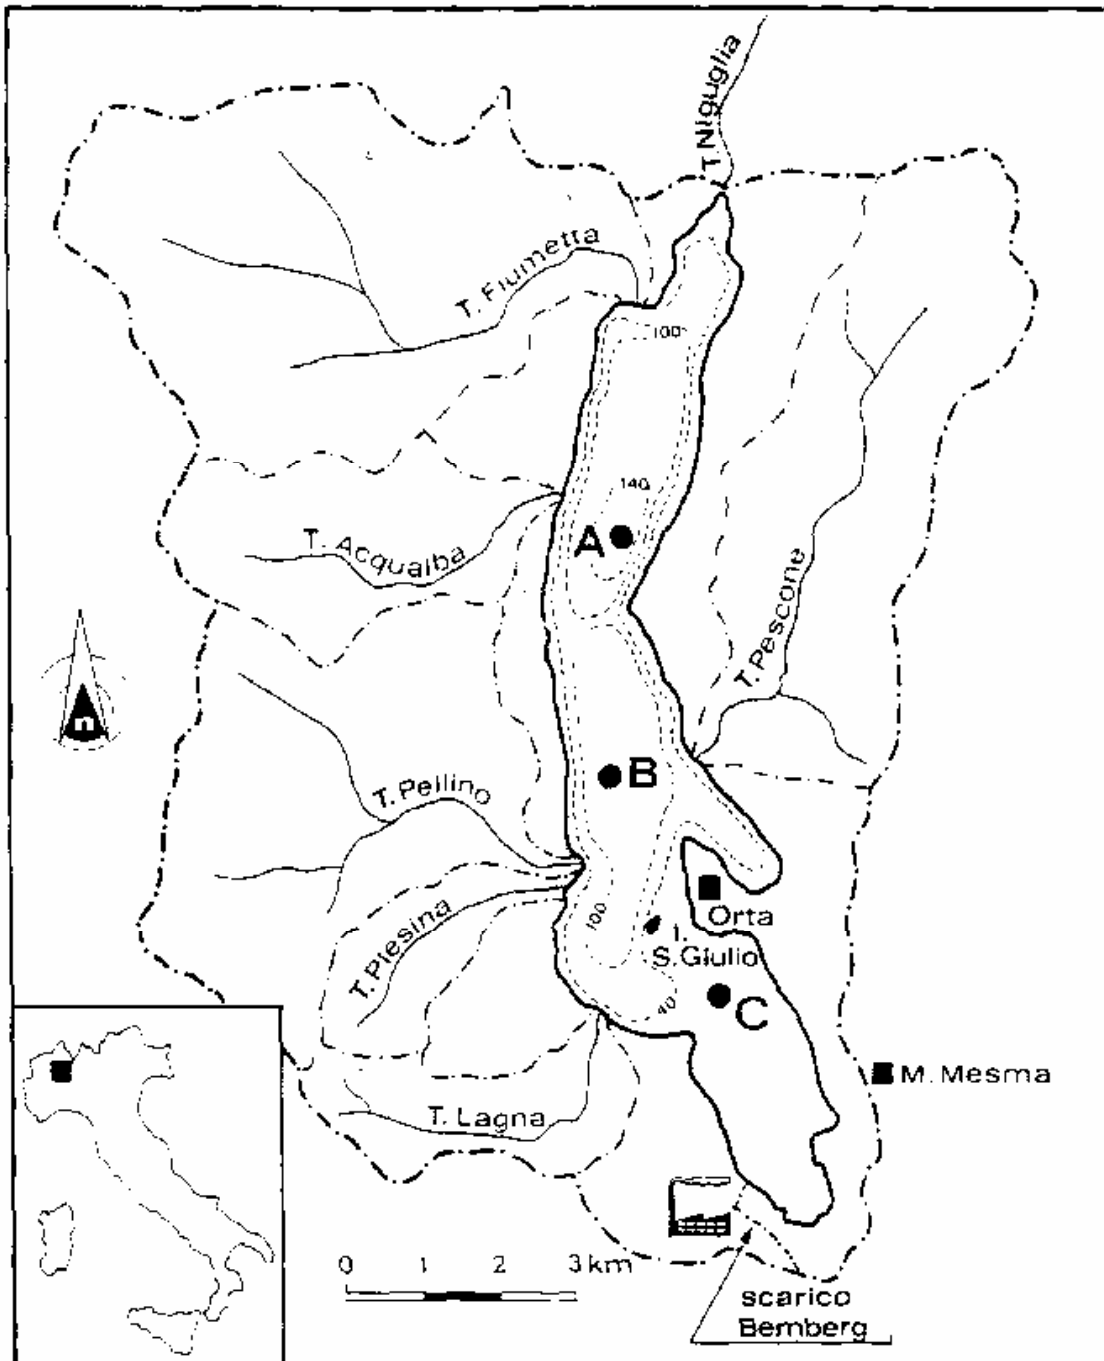 T. Niguglia
T. Fiumetta
100
140
A
T. Acqualba
T. Pescone
n
B
T. Pellino
Orta
100
I.
S. Giulio
T. Plesina
40
C
M. Mesma
T. Lagna
0 1 2 3 km
scarico
Bemberg